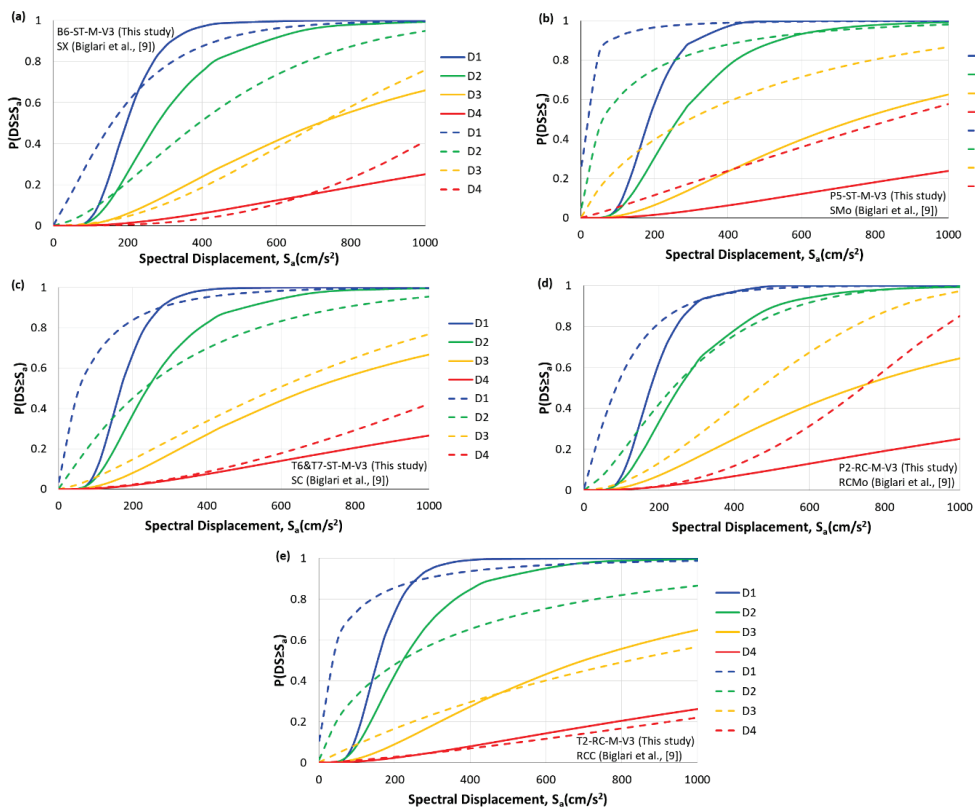 (a)
B6-ST-M-V3 (This study)
SX (Biglari et al., [9])
P(DS≥Sₐ)
1
0.8
0.6
0.4
0.2
0
0 200 400 600 800 1000
Spectral Displacement, Sₐ(cm/s²)
D1
D2
D3
D4
D1
D2
D3
D4
(b)
P(DS≥Sₐ)
1
0.8
0.6
0.4
0.2
0
P5-ST-M-V3 (This study)
SMo (Biglari et al., [9])
0 200 400 600 800 1000
Spectral Displacement, Sₐ(cm/s²)
(c)
P(DS≥Sₐ)
1
0.8
0.6
0.4
0.2
0
T6&T7-ST-M-V3 (This study)
SC (Biglari et al., [9])
0 200 400 600 800 1000
Spectral Displacement, Sₐ(cm/s²)
D1
D2
D3
D4
D1
D2
D3
D4
(d)
P(DS≥Sₐ)
1
0.8
0.6
0.4
0.2
0
P2-RC-M-V3 (This study)
RCMo (Biglari et al., [9])
0 200 400 600 800 1000
Spectral Displacement, Sₐ(cm/s²)
(e)
P(DS≥Sₐ)
1
0.8
0.6
0.4
0.2
0
T2-RC-M-V3 (This study)
RCC (Biglari et al., [9])
0 200 400 600 800 1000
Spectral Displacement, Sₐ(cm/s²)
D1
D2
D3
D4
D1
D2
D3
D4